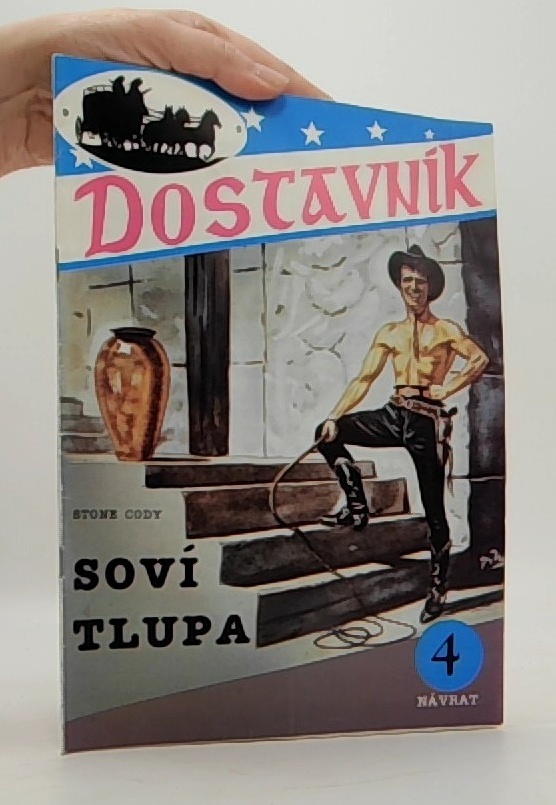 DOSTAVNÍK
STONE CODY
SOVÍ
TLUPA
4
NÁVRAT